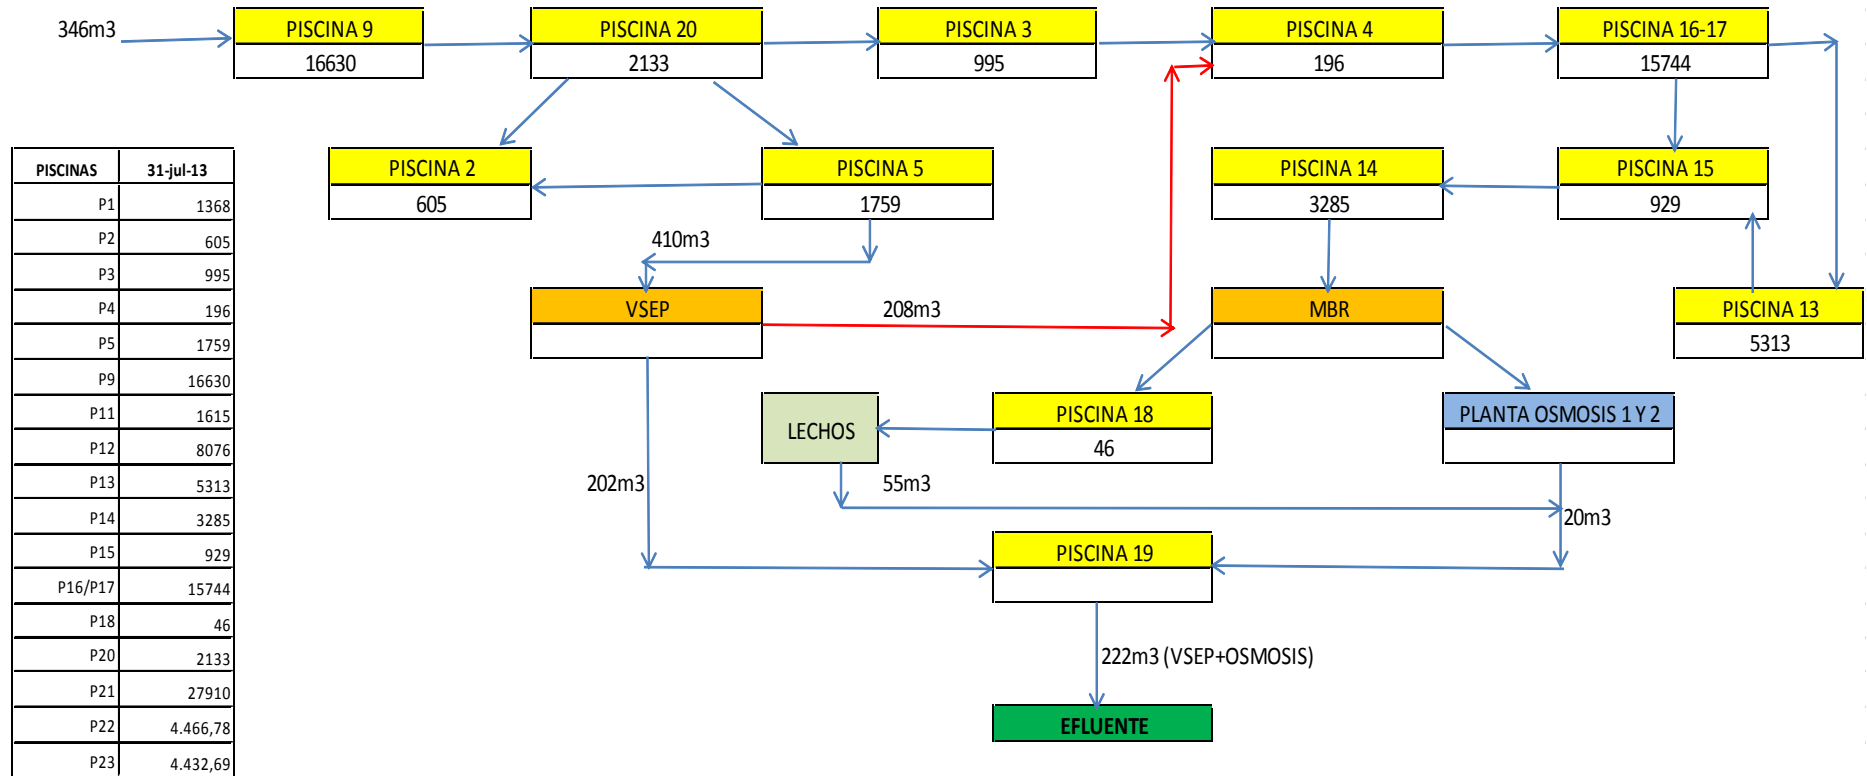 346m3
PISCINA 9
16630
PISCINA 20
2133
PISCINA 3
995
PISCINA 4
196
PISCINA 16-17
15744
PISCINA 2
605
PISCINA 5
1759
PISCINA 14
3285
PISCINA 15
929
410m3
VSEP
208m3
MBR
PISCINA 13
5313
LECHOS
PISCINA 18
46
PLANTA OSMOSIS 1 Y 2
202m3
55m3
20m3
PISCINA 19
222m3 (VSEP+OSMOSIS)
EFLUENTE
PISCINAS 31-jul-13
P1 1368
P2 605
P3 995
P4 196
P5 1759
P9 16630
P11 1615
P12 8076
P13 5313
P14 3285
P15 929
P16/P17 15744
P18 46
P20 2133
P21 27910
P22 4.466,78
P23 4.432,69